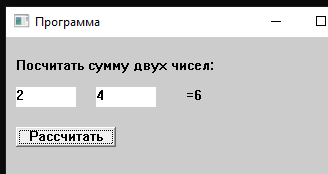 Программа
Посчитать сумму двух чисел:
2 4 =6
Рассчитать